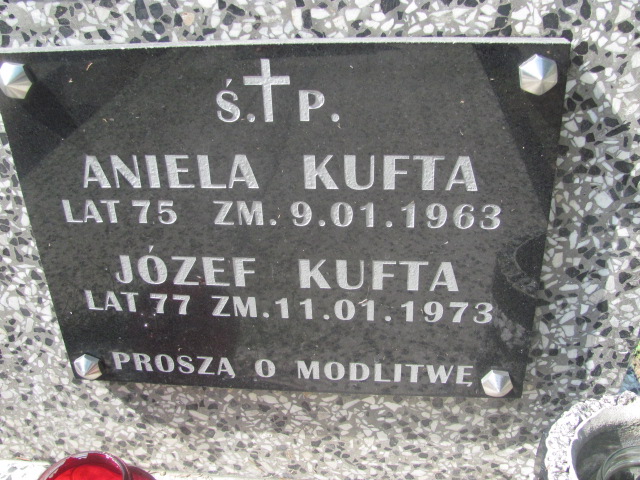 Ś.†P.
ANIELA KUFTA
LAT 75 ZM. 9.01.1963
JÓZEF KUFTA
LAT 77 ZM.11.01.1973
PROSZĄ O MODLITWĘ